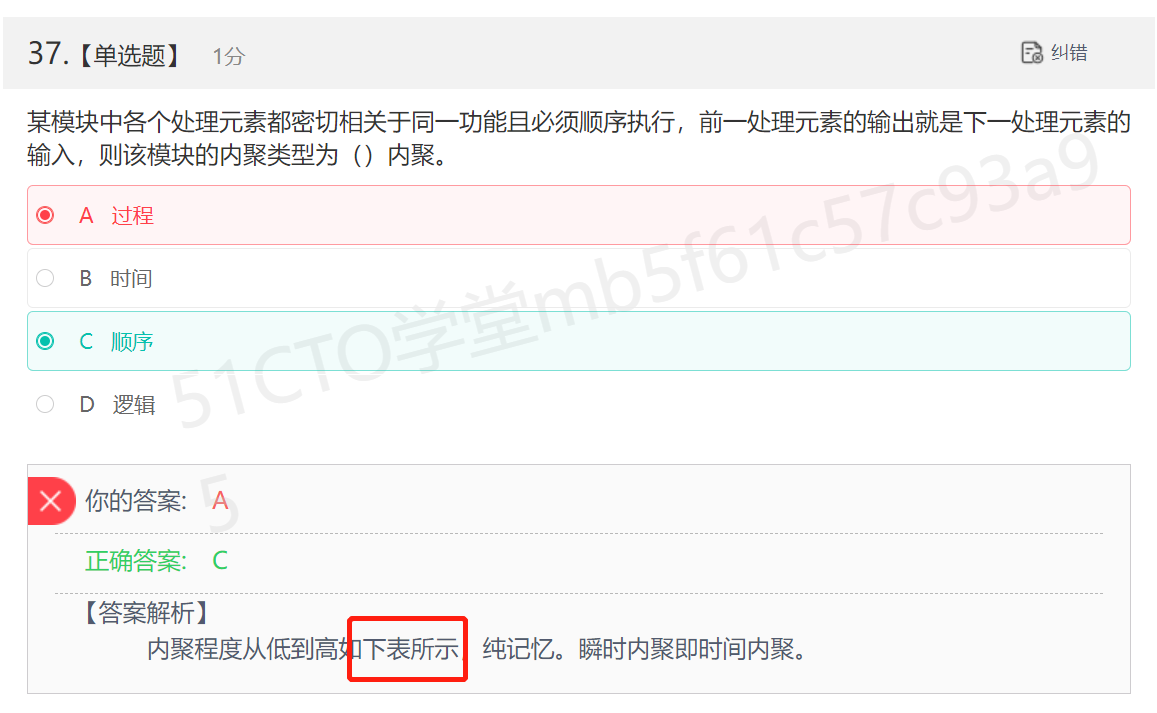 37.【单选题】 1分 纠错
某模块中各个处理元素都密切相关于同一功能且必须顺序执行，前一处理元素的输出就是下一处理元素的
输入，则该模块的内聚类型为（）内聚。
A 过程
B 时间
C 顺序
D 逻辑
51CTO学堂mb5f61c57c93a9
5
你的答案： A
正确答案： C
【答案解析】
内聚程度从低到高如下表所示，纯记忆。瞬时内聚即时间内聚。